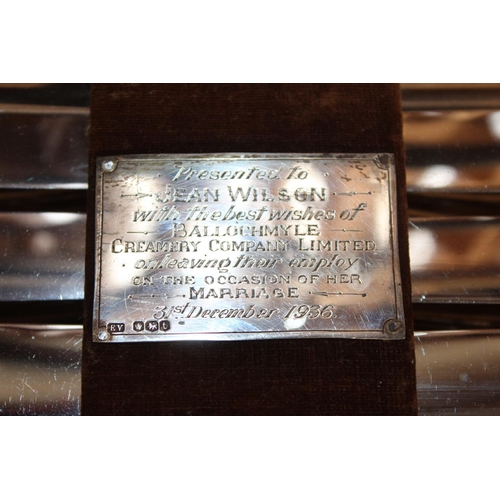 Presented to
JEAN WILSON
with the best wishes of
BALLOCHMYLE
CREAMERY COMPANY LIMITED
on leaving their employ
ON THE OCCASION OF HER
MARRIAGE
31st December 1936.
EV